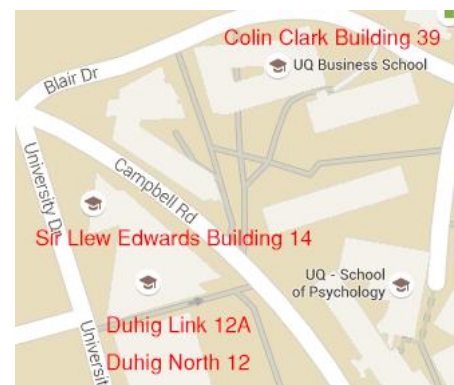 Colin Clark Building 39
UQ Business School
Blair Dr
University Dr
Campbell Rd
Sir Llew Edwards Building 14
UQ - School
of Psychology
Duhig Link 12A
Duhig North 12
Universit